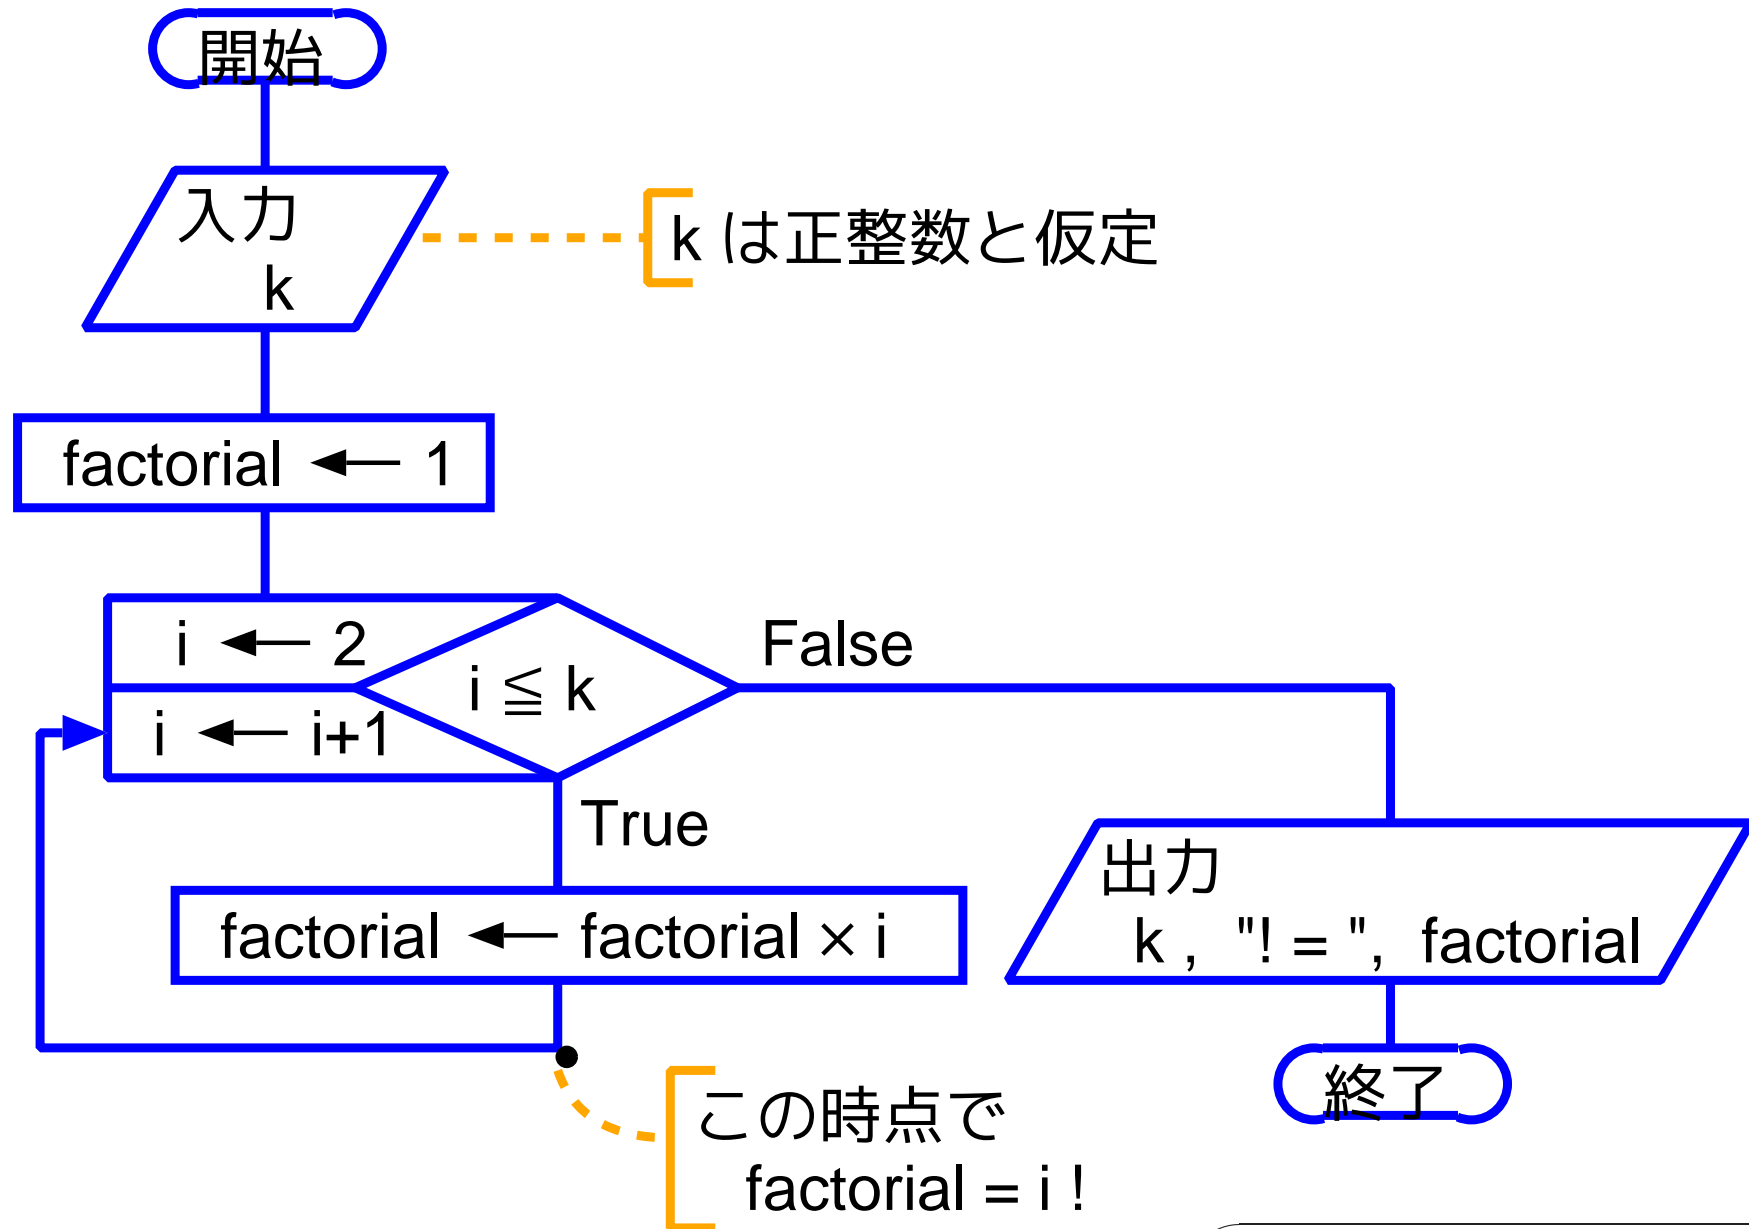 開始
入力
k
k は正整数と仮定
factorial ← 1
i ← 2
i ← i+1
i ≦ k
False
True
factorial ← factorial × i
出力
k , "! = ", factorial
終了
この時点で
factorial = i !